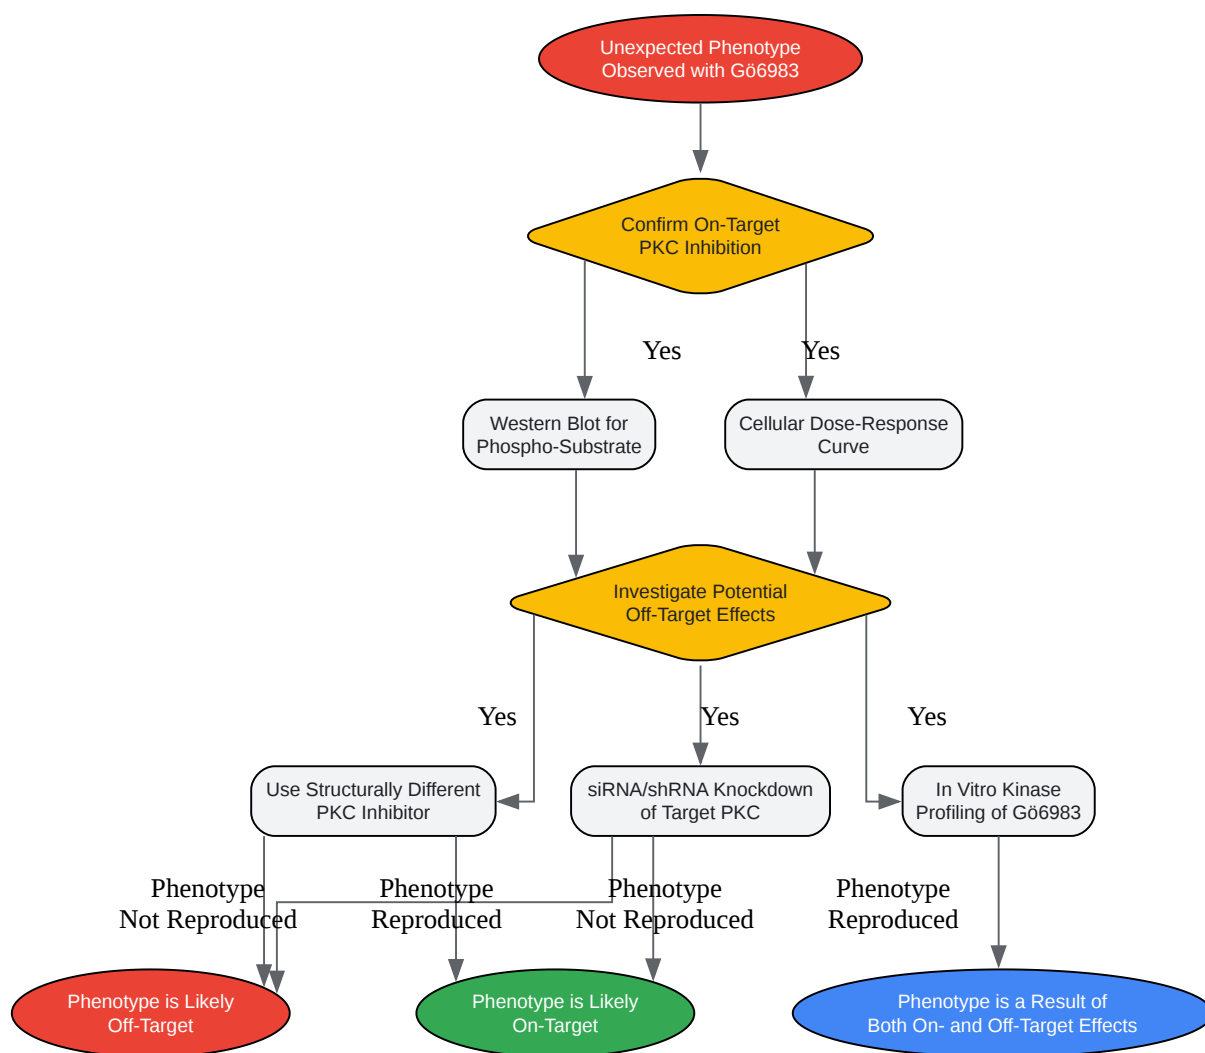 Unexpected Phenotype
Observed with Gö6983
Confirm On-Target
PKC Inhibition
Yes
Yes
Western Blot for
Phospho-Substrate
Cellular Dose-Response
Curve
Investigate Potential
Off-Target Effects
Yes
Yes
Yes
Use Structurally Different
PKC Inhibitor
siRNA/shRNA Knockdown
of Target PKC
In Vitro Kinase
Profiling of Gö6983
Phenotype
Not Reproduced
Phenotype
Reproduced
Phenotype
Not Reproduced
Phenotype
Reproduced
Phenotype is Likely
Off-Target
Phenotype is Likely
On-Target
Phenotype is a Result of
Both On- and Off-Target Effects